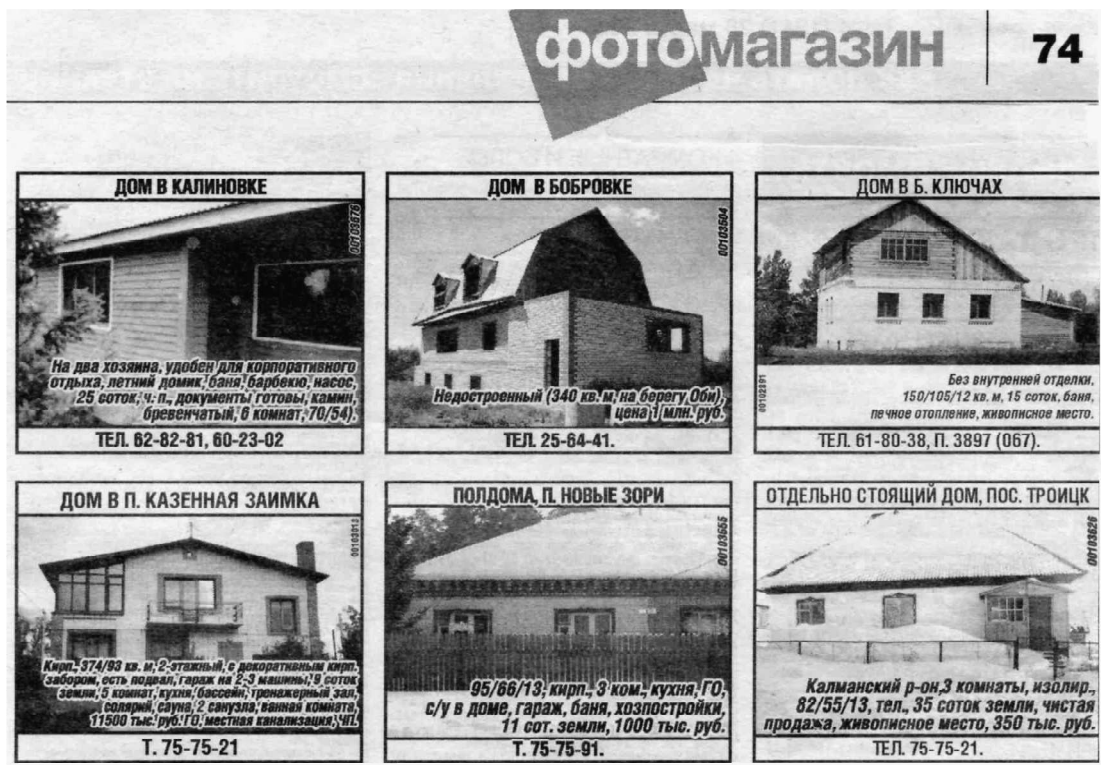 фотомагазин
74
ДОМ В КАЛИНОВКЕ
00103676
На два хозяина, удобен для корпоративного
отдыха, летний домик, баня, барбекю, насос,
25 соток, ч. п., документы готовы, камин,
бревенчатый, 6 комнат, 70/54).
ТЕЛ. 62-82-81, 60-23-02
ДОМ В БОБРОВКЕ
00103604
Недостроенный (340 кв. м, на берегу Оби),
цена 1 млн. руб.
ТЕЛ. 25-64-41.
ДОМ В Б. КЛЮЧАХ
00102391
Без внутренней отделки,
150/105/12 кв. м, 15 соток, баня,
печное отопление, живописное место.
ТЕЛ. 61-80-38, П. 3897 (067).
ДОМ В П. КАЗЕННАЯ ЗАИМКА
00103013
Кирп., 374/93 кв. м, 2-этажный, с декоративным кирп.
забором, есть подвал, гараж на 2-3 машины, 9 соток
земли, 5 комнат, кухня, бассейн, тренажерный зал,
солярий, сауна, 2 санузла, ванная комната,
11500 тыс. руб. ГО, местная канализация, ЧП.
Т. 75-75-21
ПОЛДОМА, П. НОВЫЕ ЗОРИ
00103655
95/66/13, кирп., 3 ком., кухня, ГО,
с/у в доме, гараж, баня, хозпостройки,
11 сот. земли, 1000 тыс. руб.
Т. 75-75-91.
ОТДЕЛЬНО СТОЯЩИЙ ДОМ, ПОС. ТРОИЦК
00103626
Калманский р-он,3 комнаты, изолир.,
82/55/13, тел., 35 соток земли, чистая
продажа, живописное место, 350 тыс. руб.
ТЕЛ. 75-75-21.